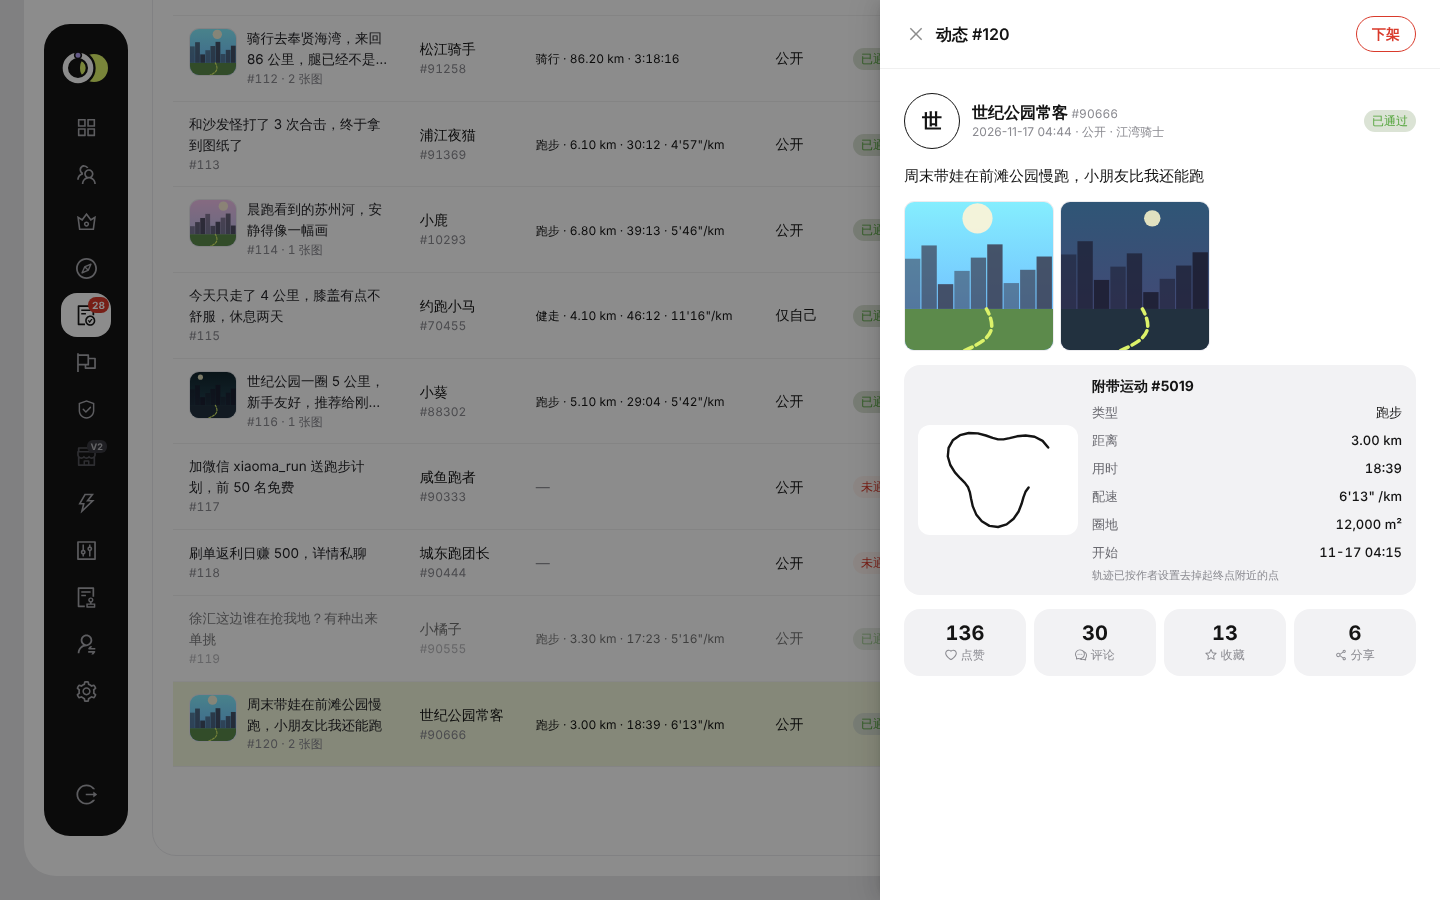 28
V2
骑行去奉贤海湾，来回
86 公里，腿已经不是...
#112 · 2 张图
松江骑手
#91258
骑行 · 86.20 km · 3:18:16
公开
和沙发怪打了 3 次合击，终于拿
到图纸了
#113
浦江夜猫
#91369
跑步 · 6.10 km · 30:12 · 4'57"/km
公开
晨跑看到的苏州河，安
静得像一幅画
#114 · 1 张图
小鹿
#10293
跑步 · 6.80 km · 39:13 · 5'46"/km
公开
今天只走了 4 公里，膝盖有点不
舒服，休息两天
#115
约跑小马
#70455
健走 · 4.10 km · 46:12 · 11'16"/km
仅自己
世纪公园一圈 5 公里，
新手友好，推荐给刚...
#116 · 1 张图
小葵
#88302
跑步 · 5.10 km · 29:04 · 5'42"/km
公开
加微信 xiaoma_run 送跑步计
划，前 50 名免费
#117
咸鱼跑者
#90333
—
公开
刷单返利日赚 500，详情私聊
#118
城东跑团长
#90444
—
公开
徐汇这边谁在抢我地？有种出来
单挑
#119
小橘子
#90555
跑步 · 3.30 km · 17:23 · 5'16"/km
公开
周末带娃在前滩公园慢
跑，小朋友比我还能跑
#120 · 2 张图
世纪公园常客
#90666
跑步 · 3.00 km · 18:39 · 6'13"/km
公开
动态 #120
下架
世
世纪公园常客 #90666
2026-11-17 04:44 · 公开 · 江湾骑士
已通过
周末带娃在前滩公园慢跑，小朋友比我还能跑
附带运动 #5019
类型 跑步
距离 3.00 km
用时 18:39
配速 6'13" /km
圈地 12,000 m²
开始 11-17 04:15
轨迹已按作者设置去掉起终点附近的点
136
点赞
30
评论
13
收藏
6
分享